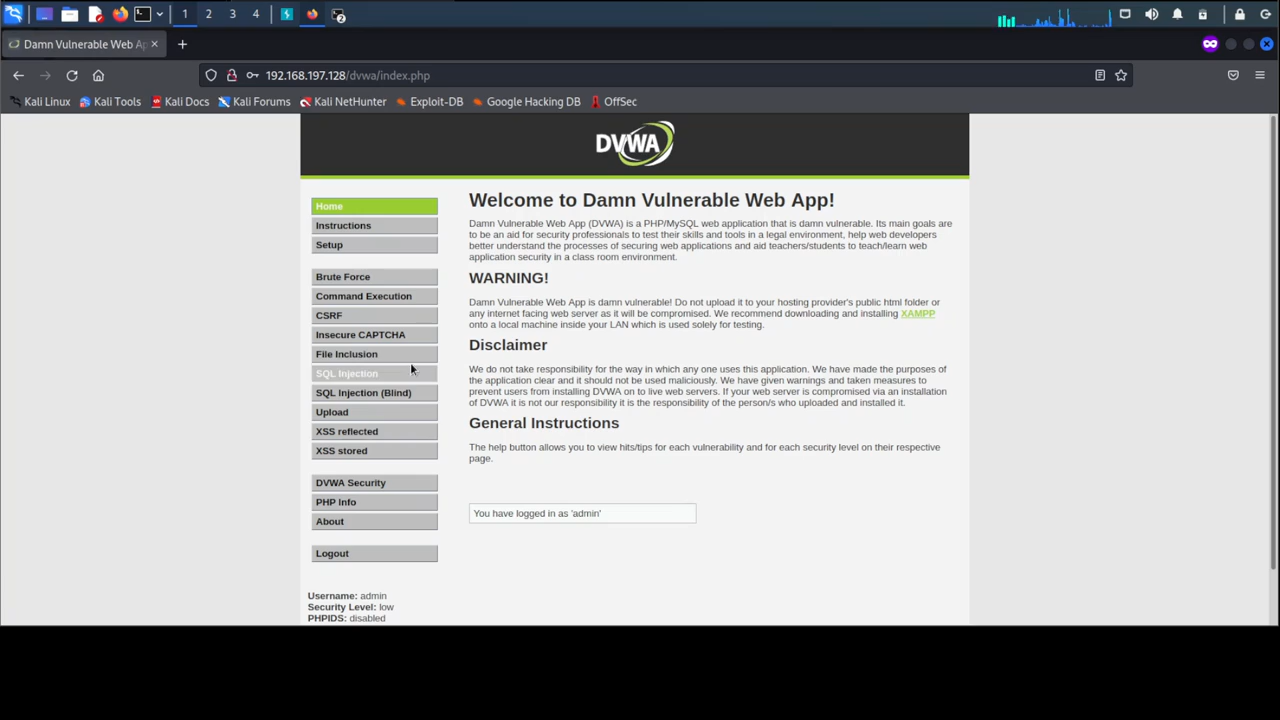 1 2 3 4
Damn Vulnerable Web Ap
192.168.197.128/dvwa/index.php
Kali Linux Kali Tools Kali Docs Kali Forums Kali NetHunter Exploit-DB Google Hacking DB OffSec
DVWA
Home
Instructions
Setup
Brute Force
Command Execution
CSRF
Insecure CAPTCHA
File Inclusion
SQL Injection
SQL Injection (Blind)
Upload
XSS reflected
XSS stored
DVWA Security
PHP Info
About
Logout
Username: admin
Security Level: low
PHPIDS: disabled
Welcome to Damn Vulnerable Web App!
Damn Vulnerable Web App (DVWA) is a PHP/MySQL web application that is damn vulnerable. Its main goals are
to be an aid for security professionals to test their skills and tools in a legal environment, help web developers
better understand the processes of securing web applications and aid teachers/students to teach/learn web
application security in a class room environment.
WARNING!
Damn Vulnerable Web App is damn vulnerable! Do not upload it to your hosting provider's public html folder or
any internet facing web server as it will be compromised. We recommend downloading and installing XAMPP
onto a local machine inside your LAN which is used solely for testing.
Disclaimer
We do not take responsibility for the way in which any one uses this application. We have made the purposes of
the application clear and it should not be used maliciously. We have given warnings and taken measures to
prevent users from installing DVWA on to live web servers. If your web server is compromised via an installation
of DVWA it is not our responsibility it is the responsibility of the person/s who uploaded and installed it.
General Instructions
The help button allows you to view hits/tips for each vulnerability and for each security level on their respective
page.
You have logged in as 'admin'